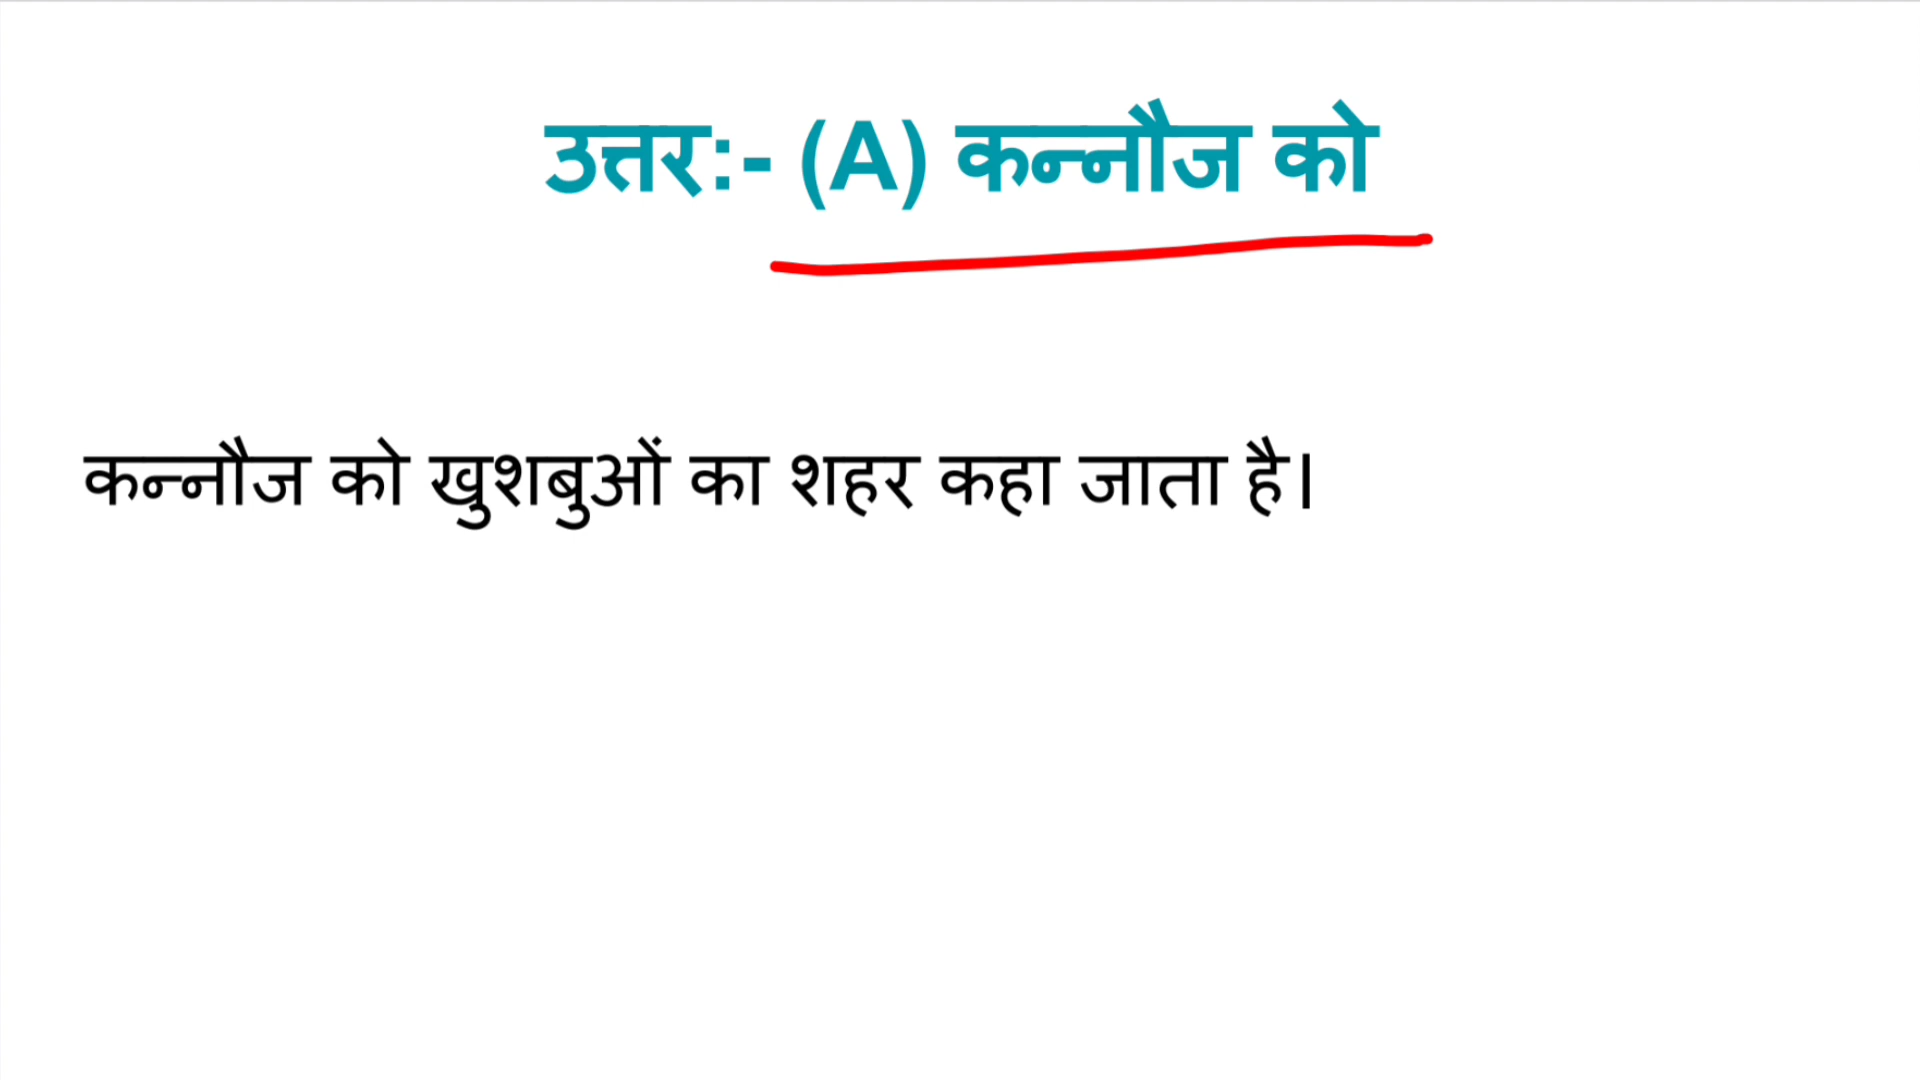 उत्तर:- (A) कन्नौज को
कन्नौज को खुशबुओं का शहर कहा जाता है।